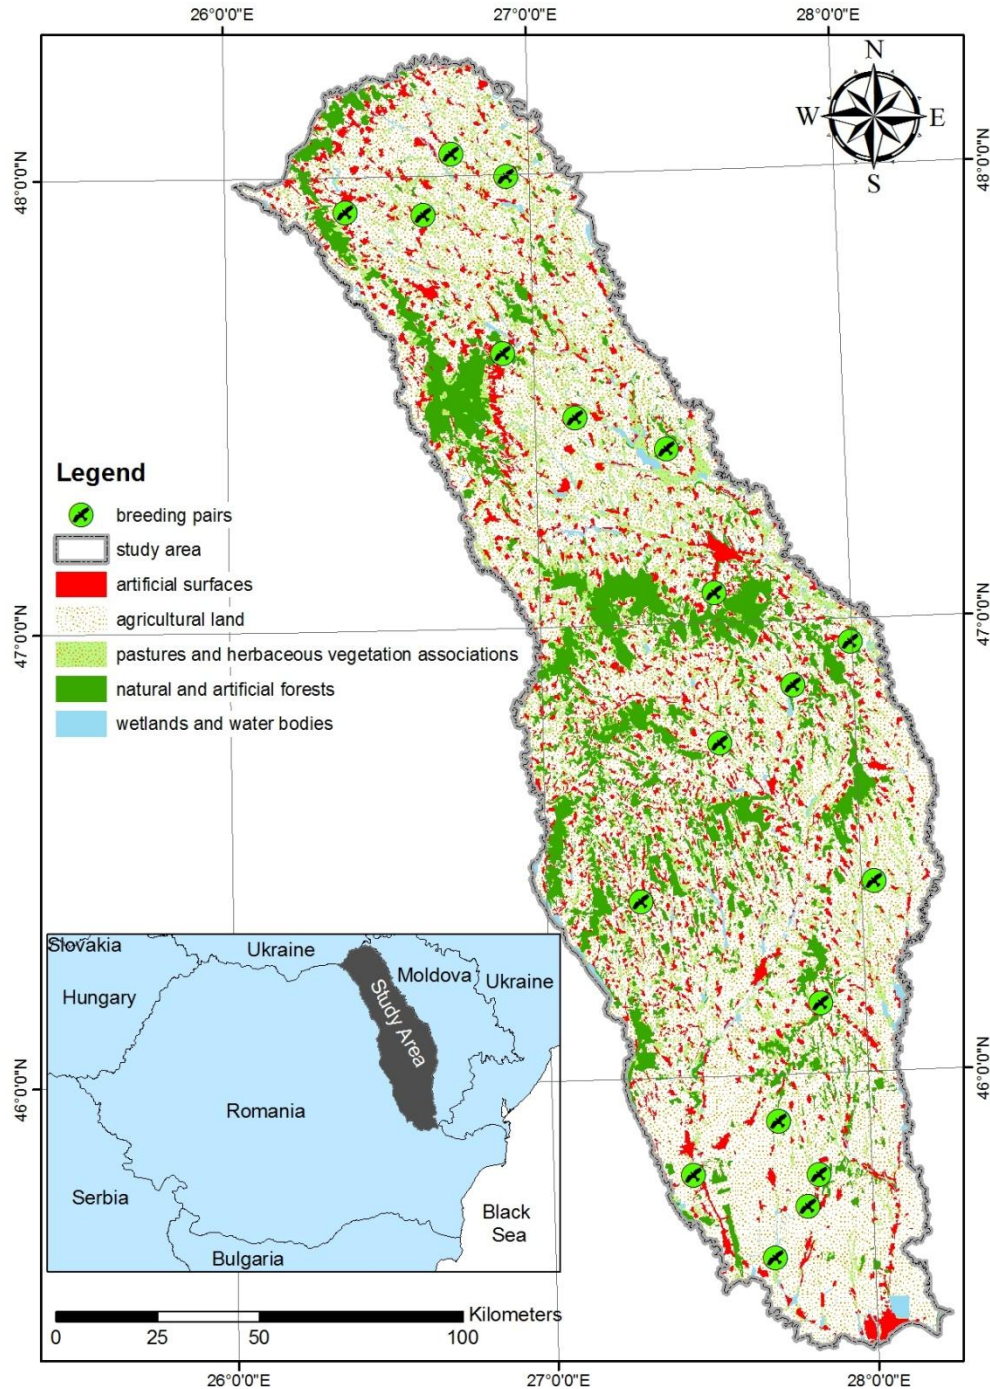 26°0'0"E 27°0'0"E 28°0'0"E
N
W E
S
48°0'0"N 48°0'0"N
Legend
breeding pairs
study area
artificial surfaces
agricultural land
pastures and herbaceous vegetation associations
natural and artificial forests
wetlands and water bodies
47°0'0"N 47°0'0"N
Slovakia
Ukraine
Moldova
Ukraine
Hungary
Study Area
Romania
Serbia
Black
Sea
Bulgaria
46°0'0"N 46°0'0"N
Kilometers
0 25 50 100
26°0'0"E 27°0'0"E 28°0'0"E